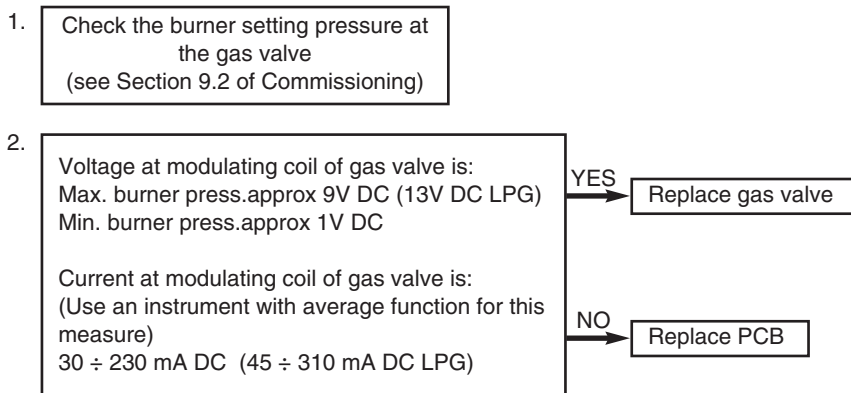 1.
Check the burner setting pressure at
the gas valve
(see Section 9.2 of Commissioning)
2.
Voltage at modulating coil of gas valve is:
Max. burner press.approx 9V DC (13V DC LPG)
Min. burner press.approx 1V DC
YES
Replace gas valve
Current at modulating coil of gas valve is:
(Use an instrument with average function for this
measure)
30 ÷ 230 mA DC (45 ÷ 310 mA DC LPG)
NO
Replace PCB